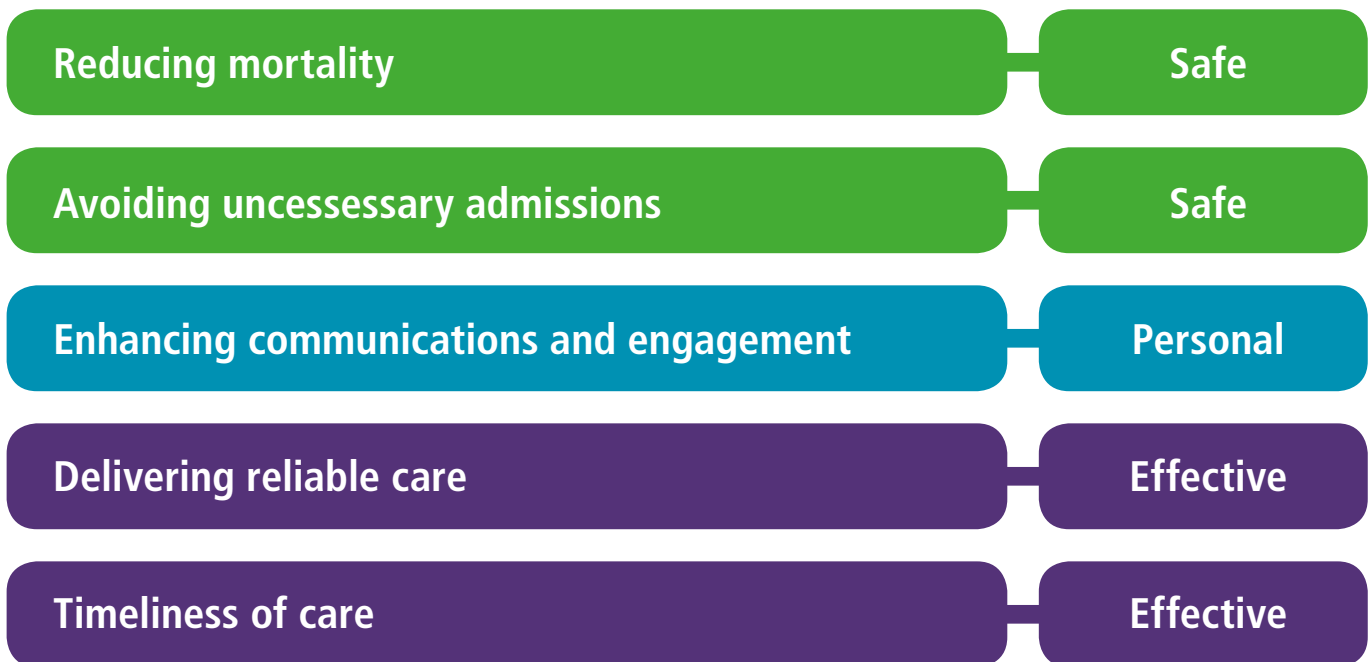 Reducing mortality
Safe
Avoiding uncessessary admissions
Safe
Enhancing communications and engagement
Personal
Delivering reliable care
Effective
Timeliness of care
Effective